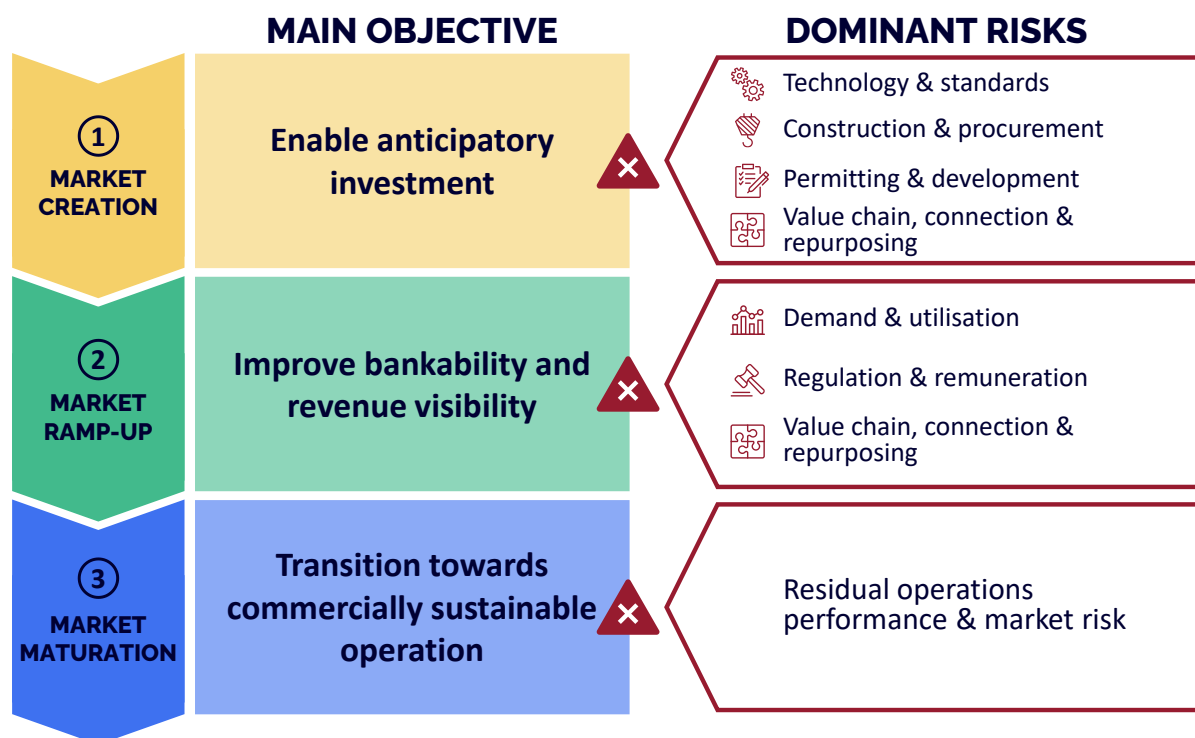 MAIN OBJECTIVE
DOMINANT RISKS
1
MARKET
CREATION
Enable anticipatory
investment
Technology & standards
Construction & procurement
Permitting & development
Value chain, connection &
repurposing
2
MARKET
RAMP-UP
Improve bankability and
revenue visibility
Demand & utilisation
Regulation & remuneration
Value chain, connection &
repurposing
3
MARKET
MATURATION
Transition towards
commercially sustainable
operation
Residual operations
performance & market risk